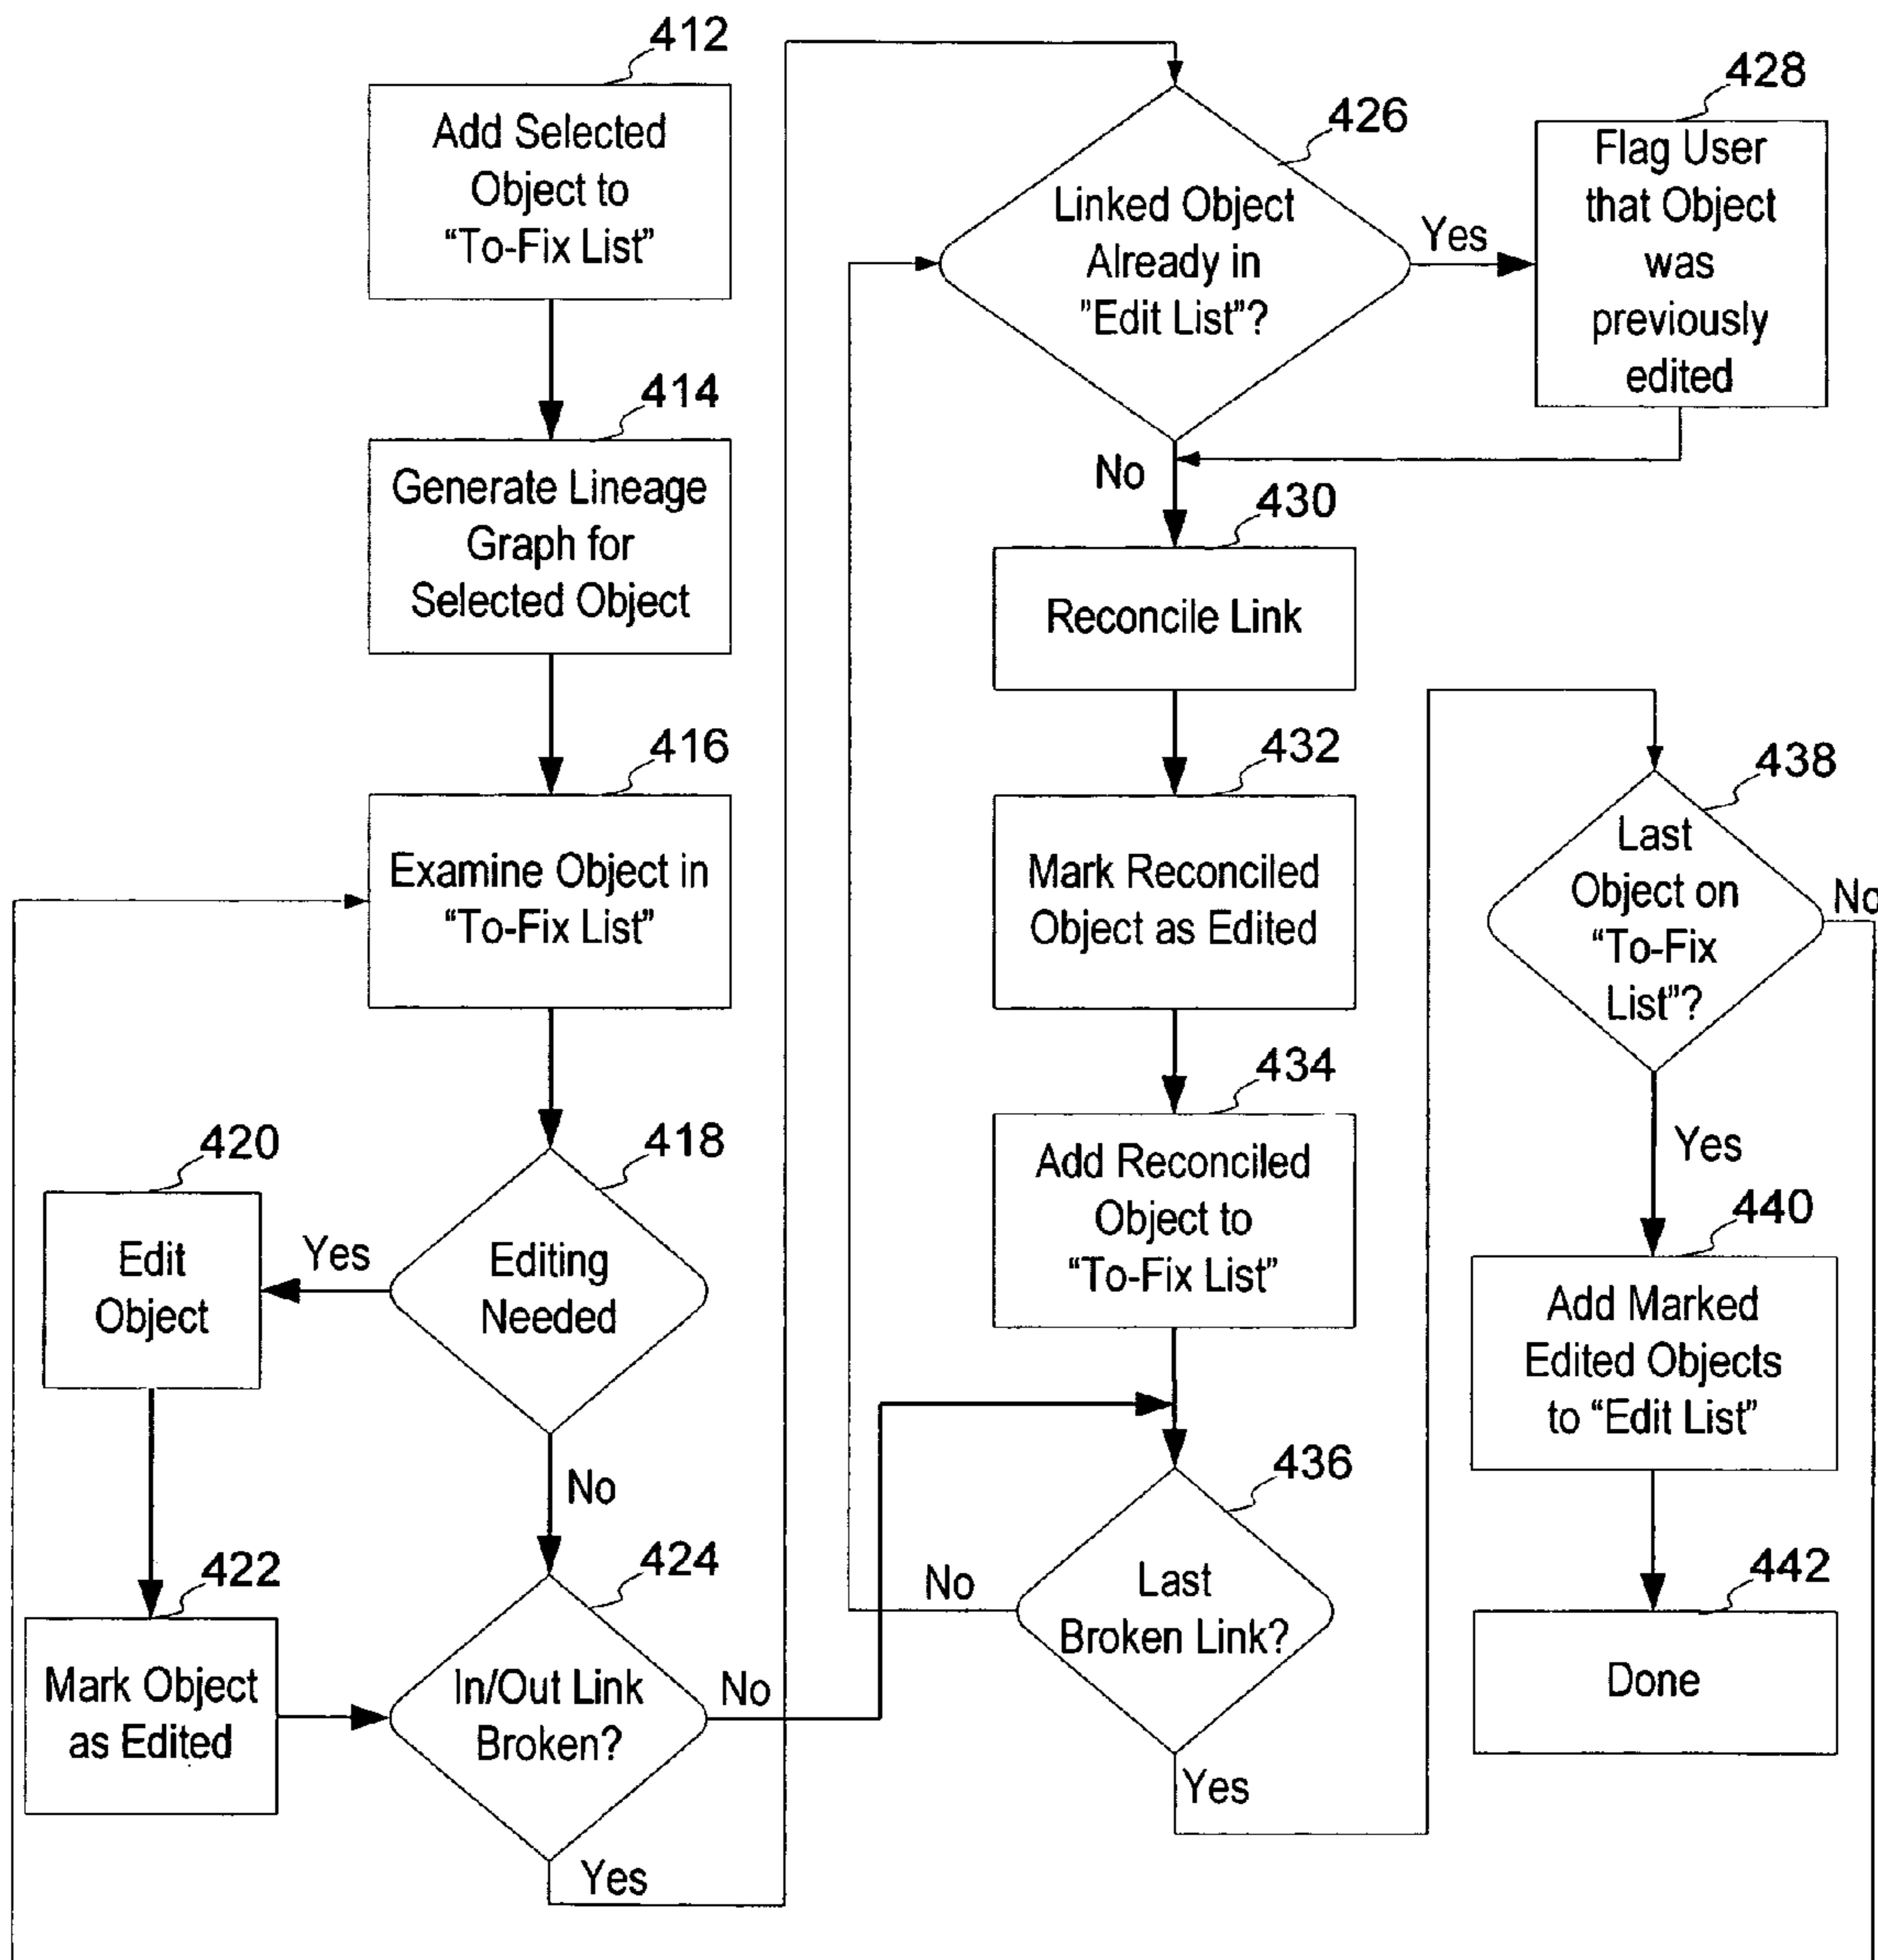 412
Add Selected
Object to
“To-Fix List”
414
Generate Lineage
Graph for
Selected Object
416
Examine Object in
“To-Fix List”
418
Editing
Needed
Yes
No
420
Edit
Object
422
Mark Object
as Edited
424
In/Out Link
Broken?
No
Yes
426
Linked Object
Already in
”Edit List”?
Yes
No
428
Flag User
that Object
was
previously
edited
430
Reconcile Link
432
Mark Reconciled
Object as Edited
434
Add Reconciled
Object to
“To-Fix List”
436
Last
Broken Link?
No
Yes
438
Last
Object on
“To-Fix
List”?
No
Yes
440
Add Marked
Edited Objects
to “Edit List”
442
Done